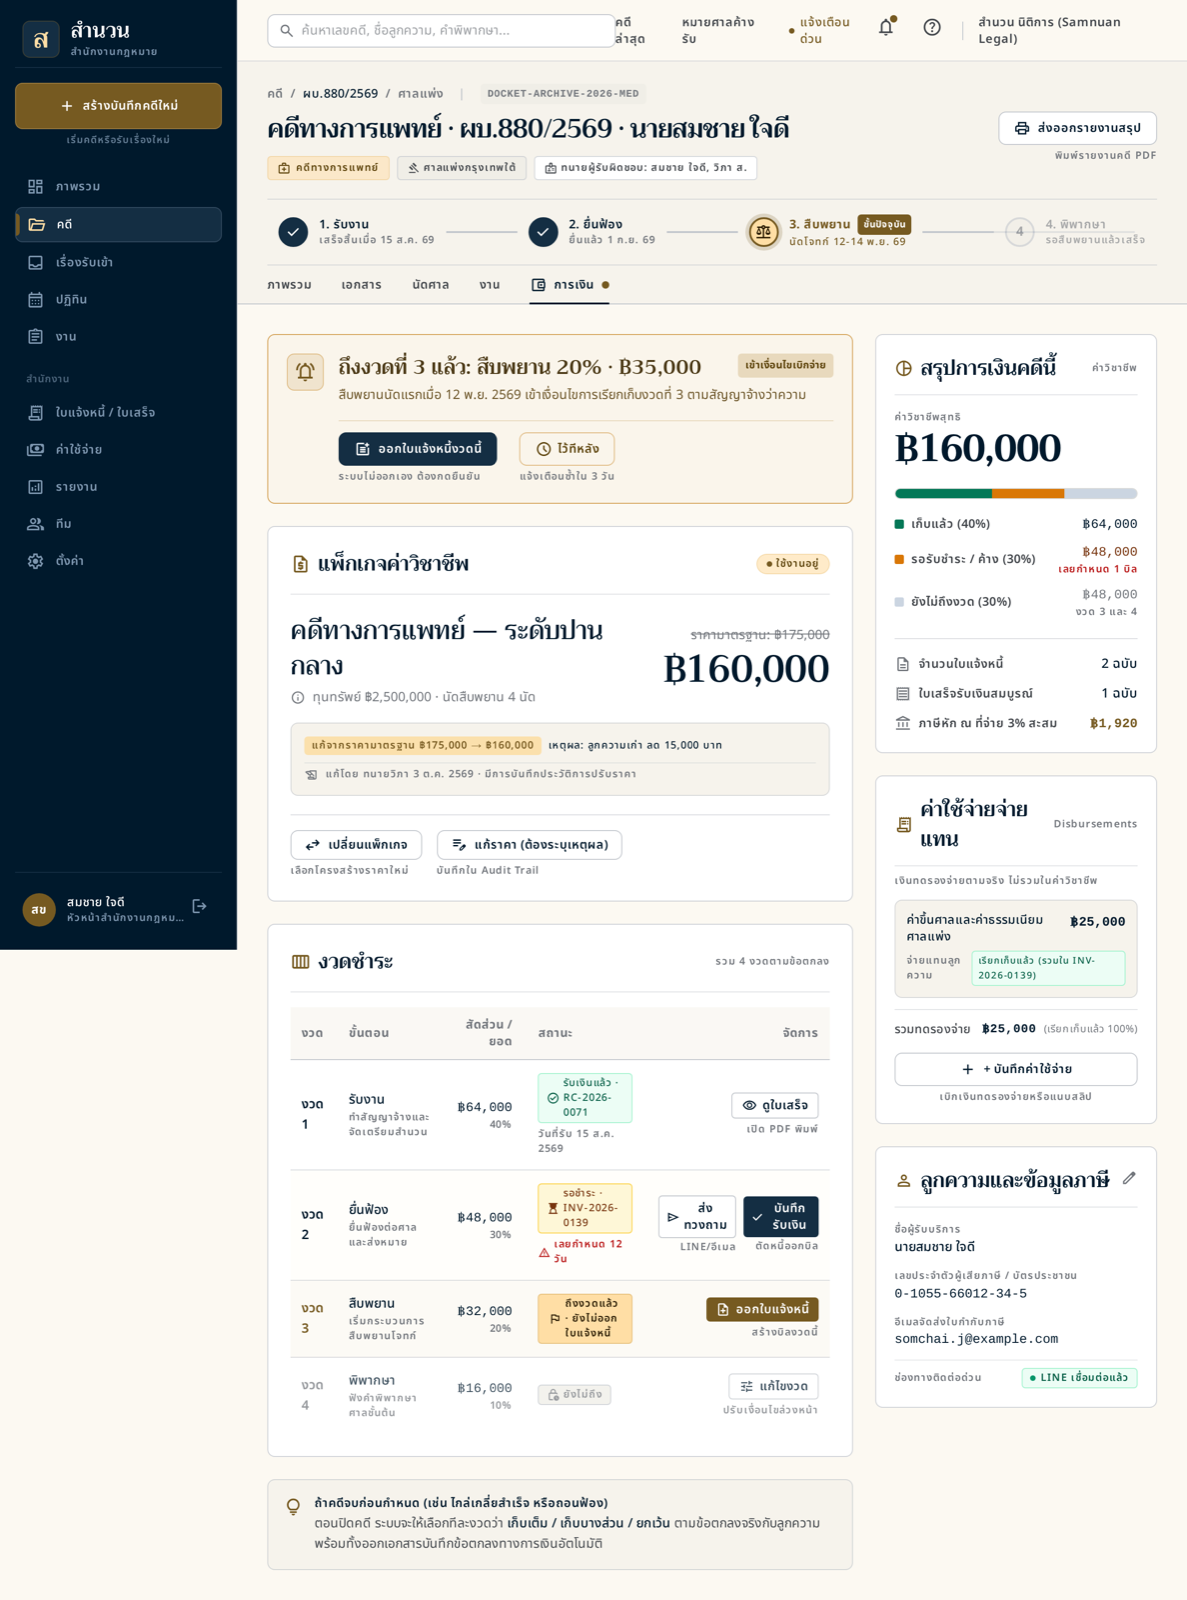 ส
สำนวน
สำนักงานกฎหมาย
สร้างบันทึกคดีใหม่
เริ่มคดีหรือรับเรื่องใหม่
ภาพรวม
คดี
เรื่องรับเข้า
ปฏิทิน
งาน
สำนักงาน
ใบแจ้งหนี้ / ใบเสร็จ
ค่าใช้จ่าย
รายงาน
ทีม
ตั้งค่า
สข
สมชาย ใจดี
หัวหน้าสำนักงานกฎหม...
ค้นหาเลขคดี, ชื่อลูกความ, คำพิพากษา...
คดี
ล่าสุด
หมายศาลค้าง
รับ
แจ้งเตือน
ด่วน
สำนวน นิติการ (Samnuan
Legal)
คดี / ผบ.880/2569 / ศาลแพ่ง | DOCKET-ARCHIVE-2026-MED
คดีทางการแพทย์ · ผบ.880/2569 · นายสมชาย ใจดี
คดีทางการแพทย์
ศาลแพ่งกรุงเทพใต้
ทนายผู้รับผิดชอบ: สมชาย ใจดี, วิภา ส.
ส่งออกรายงานสรุป
พิมพ์รายงานคดี PDF
1. รับงาน
เสร็จสิ้นเมื่อ 15 ส.ค. 69
2. ยื่นฟ้อง
ยื่นแล้ว 1 ก.ย. 69
3. สืบพยาน ขั้นปัจจุบัน
นัดโจทก์ 12-14 พ.ย. 69
4 4. พิพากษา
รอสืบพยานแล้วเสร็จ
ภาพรวม
เอกสาร
นัดศาล
งาน
การเงิน
ถึงงวดที่ 3 แล้ว: สืบพยาน 20% · ฿35,000
เข้าเงื่อนไขเบิกจ่าย
สืบพยานนัดแรกเมื่อ 12 พ.ย. 2569 เข้าเงื่อนไขการเรียกเก็บงวดที่ 3 ตามสัญญาจ้างว่าความ
ออกใบแจ้งหนี้งวดนี้
ระบบไม่ออกเอง ต้องกดยืนยัน
ไว้ทีหลัง
แจ้งเตือนซ้ำใน 3 วัน
แพ็กเกจค่าวิชาชีพ
ใช้งานอยู่
คดีทางการแพทย์ — ระดับปาน
กลาง
ทุนทรัพย์ ฿2,500,000 · นัดสืบพยาน 4 นัด
ราคามาตรฐาน: ฿175,000
฿160,000
แก้จากราคามาตรฐาน ฿175,000 → ฿160,000 เหตุผล: ลูกความเก่า ลด 15,000 บาท
แก้โดย ทนายวิภา 3 ต.ค. 2569 · มีการบันทึกประวัติการปรับราคา
เปลี่ยนแพ็กเกจ
เลือกโครงสร้างราคาใหม่
แก้ราคา (ต้องระบุเหตุผล)
บันทึกใน Audit Trail
งวดชำระ
รวม 4 งวดตามข้อตกลง
งวด
ขั้นตอน
สัดส่วน /
ยอด
สถานะ
จัดการ
งวด
1
รับงาน
ทำสัญญาจ้างและ
จัดเตรียมสำนวน
฿64,000
40%
รับเงินแล้ว ·
RC-2026-
0071
วันที่รับ 15 ส.ค.
2569
ดูใบเสร็จ
เปิด PDF พิมพ์
งวด
2
ยื่นฟ้อง
ยื่นฟ้องต่อศาล
และส่งหมาย
฿48,000
30%
รอชำระ ·
INV-2026-
0139
เลยกำหนด 12
วัน
ส่ง
ทวงถาม
LINE/อีเมล
บันทึก
รับเงิน
ตัดหนี้ออกบิล
งวด
3
สืบพยาน
เริ่มกระบวนการ
สืบพยานโจทก์
฿32,000
20%
ถึงงวดแล้ว
· ยังไม่ออก
ใบแจ้งหนี้
ออกใบแจ้งหนี้
สร้างบิลงวดนี้
งวด
4
พิพากษา
ฟังคำพิพากษา
ศาลชั้นต้น
฿16,000
10%
ยังไม่ถึง
แก้ไขงวด
ปรับเงื่อนไขล่วงหน้า
ถ้าคดีจบก่อนกำหนด (เช่น ไกล่เกลี่ยสำเร็จ หรือถอนฟ้อง)
ตอนปิดคดี ระบบจะให้เลือกทีละงวดว่า เก็บเต็ม / เก็บบางส่วน / ยกเว้น ตามข้อตกลงจริงกับลูกความ
พร้อมทั้งออกเอกสารบันทึกข้อตกลงทางการเงินอัตโนมัติ
สรุปการเงินคดีนี้
ค่าวิชาชีพ
ค่าวิชาชีพสุทธิ
฿160,000
เก็บแล้ว (40%) ฿64,000
รอรับชำระ / ค้าง (30%) ฿48,000
เลยกำหนด 1 บิล
ยังไม่ถึงงวด (30%) ฿48,000
งวด 3 และ 4
จำนวนใบแจ้งหนี้ 2 ฉบับ
ใบเสร็จรับเงินสมบูรณ์ 1 ฉบับ
ภาษีหัก ณ ที่จ่าย 3% สะสม ฿1,920
ค่าใช้จ่ายจ่าย
แทน
Disbursements
เงินทดรองจ่ายตามจริง ไม่รวมในค่าวิชาชีพ
ค่าขึ้นศาลและค่าธรรมเนียม
ศาลแพ่ง
฿25,000
จ่ายแทนลูก
ความ
เรียกเก็บแล้ว (รวมใน INV-
2026-0139)
รวมทดรองจ่าย ฿25,000 (เรียกเก็บแล้ว 100%)
+ บันทึกค่าใช้จ่าย
เบิกเงินทดรองจ่ายหรือแนบสลิป
ลูกความและข้อมูลภาษี
ชื่อผู้รับบริการ
นายสมชาย ใจดี
เลขประจำตัวผู้เสียภาษี / บัตรประชาชน
0-1055-66012-34-5
อีเมลจัดส่งใบกำกับภาษี
somchai.j@example.com
ช่องทางติดต่อด่วน
LINE เชื่อมต่อแล้ว